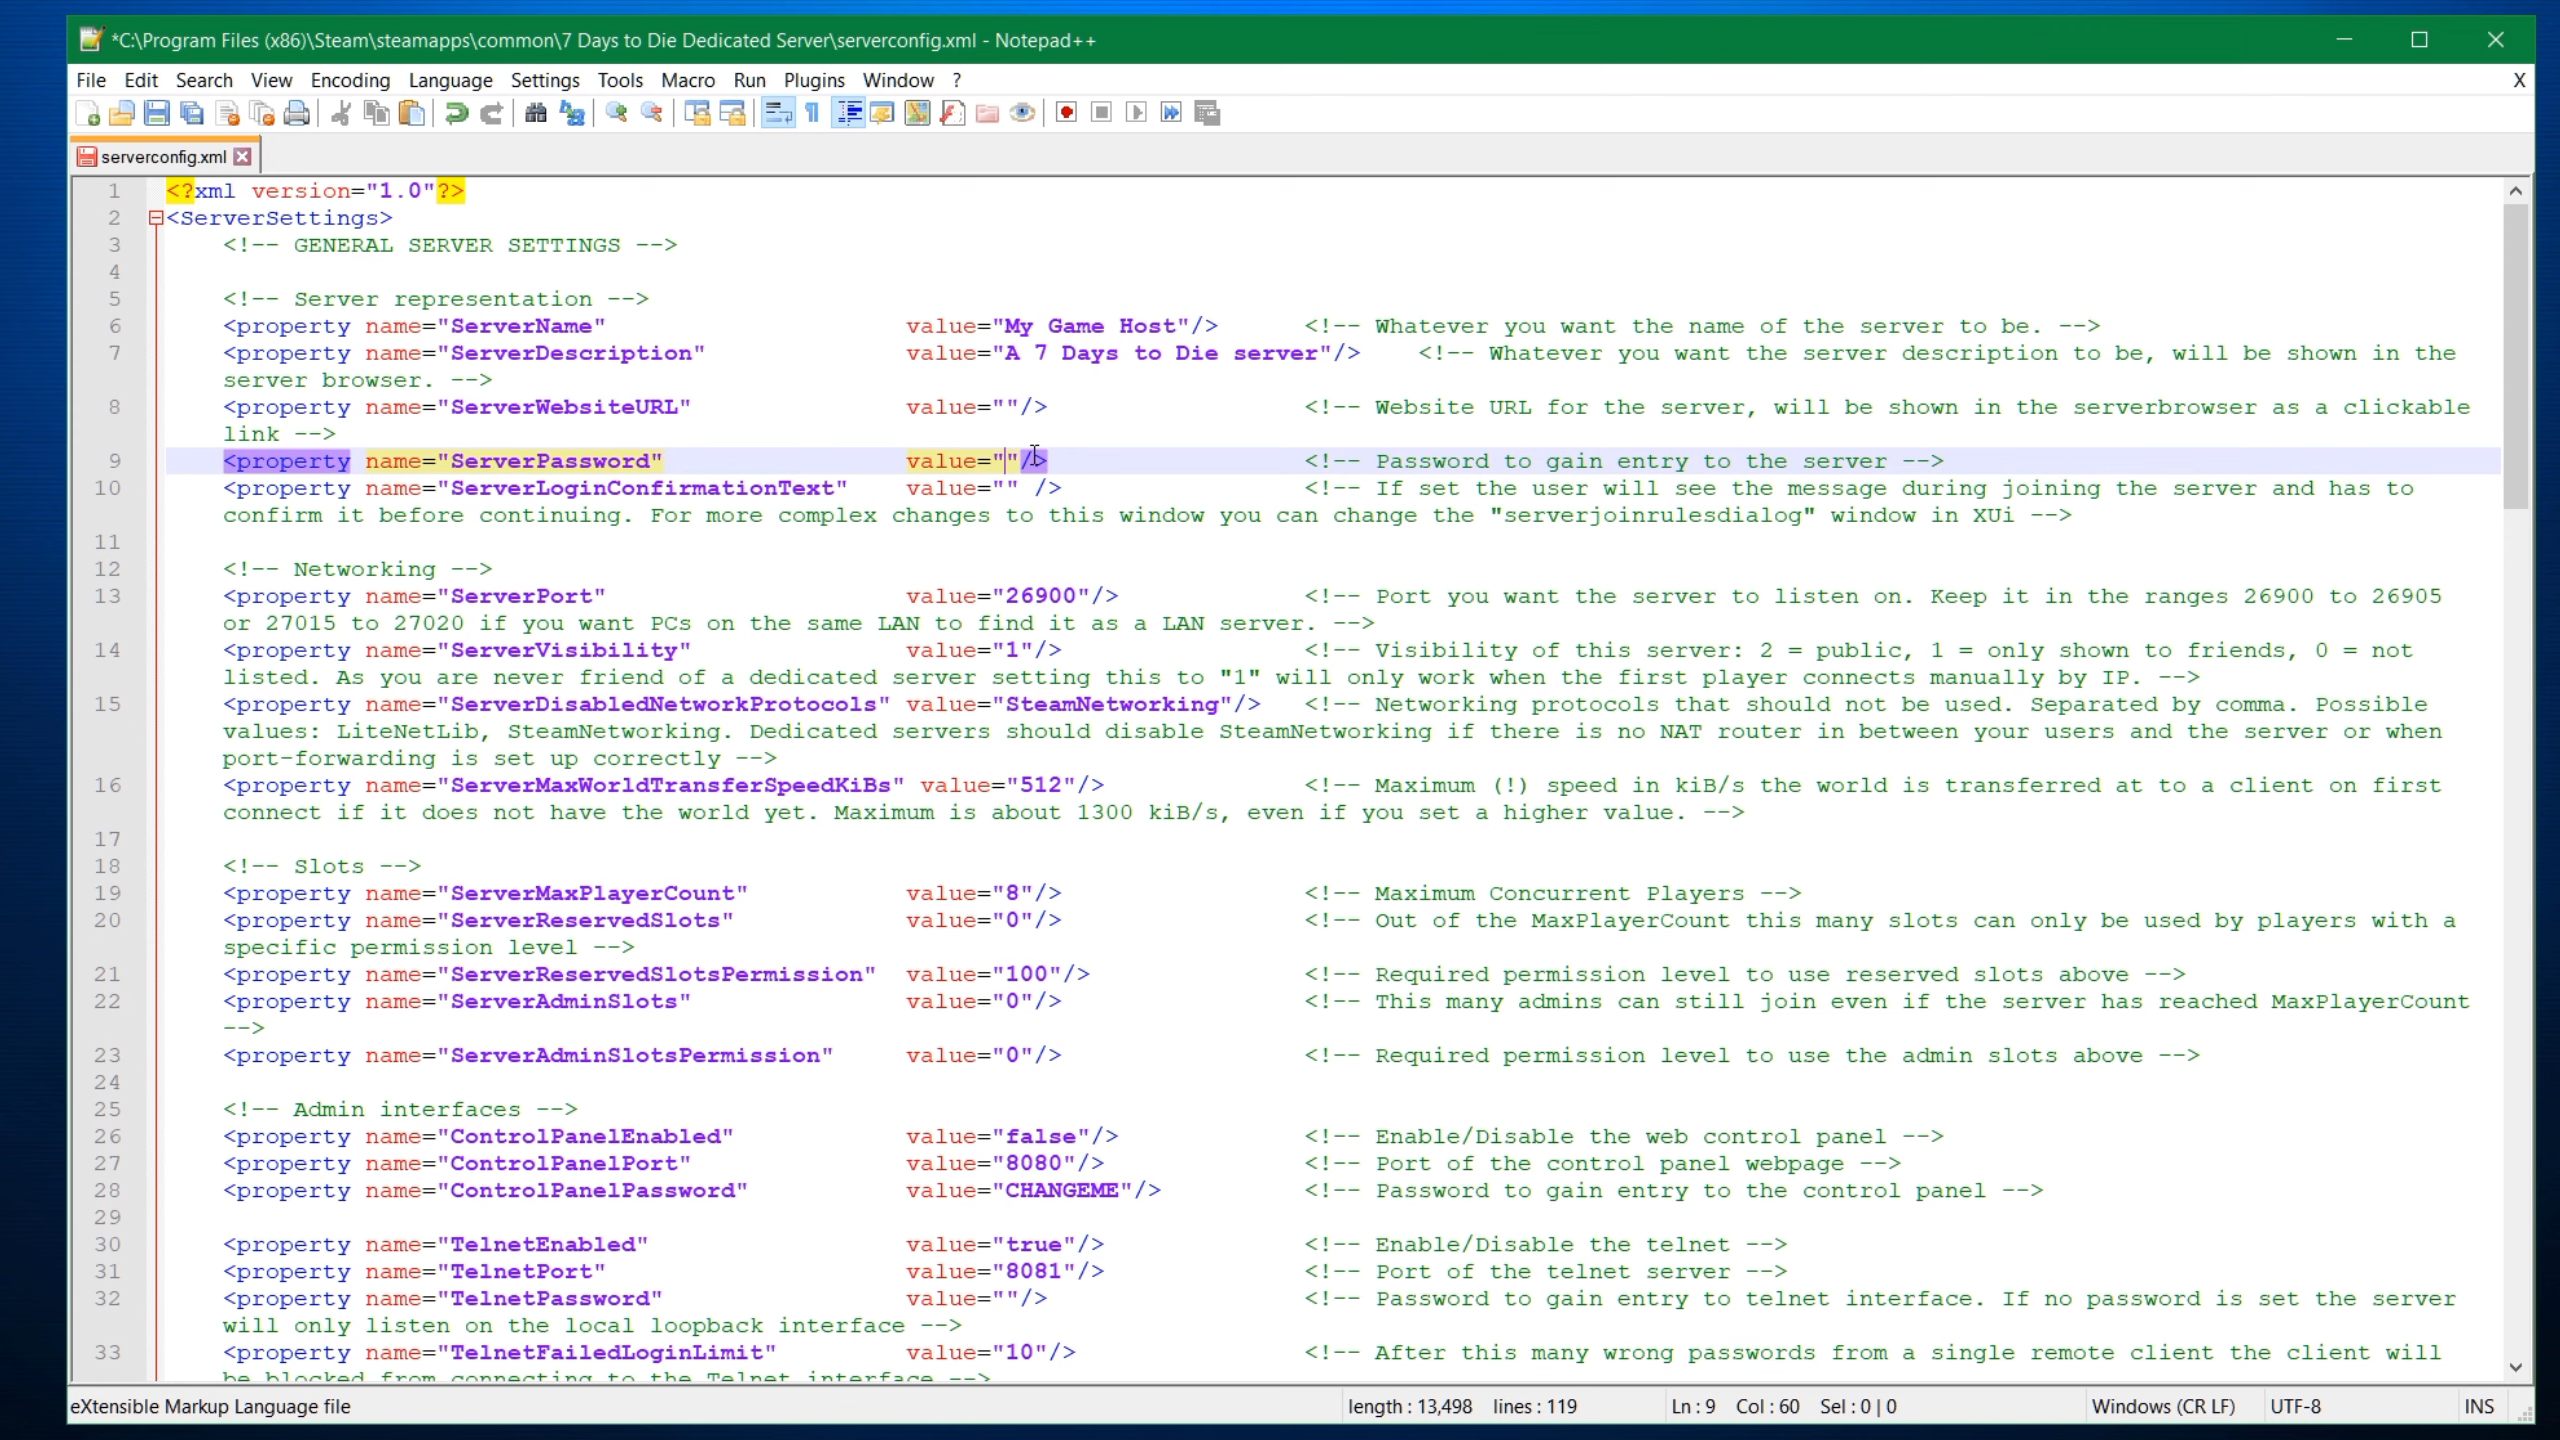 *C:\Program Files (x86)\Steam\steamapps\common\7 Days to Die Dedicated Server\serverconfig.xml - Notepad++
File Edit Search View Encoding Language Settings Tools Macro Run Plugins Window ? X
serverconfig.xml
1 <?xml version="1.0"?>
2 <ServerSettings>
3 <!-- GENERAL SERVER SETTINGS -->
4
5 <!-- Server representation -->
6 <property name="ServerName" value="My Game Host"/> <!-- Whatever you want the name of the server to be. -->
7 <property name="ServerDescription" value="A 7 Days to Die server"/> <!-- Whatever you want the server description to be, will be shown in the
server browser. -->
8 <property name="ServerWebsiteURL" value=""/> <!-- Website URL for the server, will be shown in the serverbrowser as a clickable
link -->
9 <property name="ServerPassword" value=""/> <!-- Password to gain entry to the server -->
10 <property name="ServerLoginConfirmationText" value="" /> <!-- If set the user will see the message during joining the server and has to
confirm it before continuing. For more complex changes to this window you can change the "serverjoinrulesdialog" window in XUi -->
11
12 <!-- Networking -->
13 <property name="ServerPort" value="26900"/> <!-- Port you want the server to listen on. Keep it in the ranges 26900 to 26905
or 27015 to 27020 if you want PCs on the same LAN to find it as a LAN server. -->
14 <property name="ServerVisibility" value="1"/> <!-- Visibility of this server: 2 = public, 1 = only shown to friends, 0 = not
listed. As you are never friend of a dedicated server setting this to "1" will only work when the first player connects manually by IP. -->
15 <property name="ServerDisabledNetworkProtocols" value="SteamNetworking"/> <!-- Networking protocols that should not be used. Separated by comma. Possible
values: LiteNetLib, SteamNetworking. Dedicated servers should disable SteamNetworking if there is no NAT router in between your users and the server or when
port-forwarding is set up correctly -->
16 <property name="ServerMaxWorldTransferSpeedKiBs" value="512"/> <!-- Maximum (!) speed in kiB/s the world is transferred at to a client on first
connect if it does not have the world yet. Maximum is about 1300 kiB/s, even if you set a higher value. -->
17
18 <!-- Slots -->
19 <property name="ServerMaxPlayerCount" value="8"/> <!-- Maximum Concurrent Players -->
20 <property name="ServerReservedSlots" value="0"/> <!-- Out of the MaxPlayerCount this many slots can only be used by players with a
specific permission level -->
21 <property name="ServerReservedSlotsPermission" value="100"/> <!-- Required permission level to use reserved slots above -->
22 <property name="ServerAdminSlots" value="0"/> <!-- This many admins can still join even if the server has reached MaxPlayerCount
-->
23 <property name="ServerAdminSlotsPermission" value="0"/> <!-- Required permission level to use the admin slots above -->
24
25 <!-- Admin interfaces -->
26 <property name="ControlPanelEnabled" value="false"/> <!-- Enable/Disable the web control panel -->
27 <property name="ControlPanelPort" value="8080"/> <!-- Port of the control panel webpage -->
28 <property name="ControlPanelPassword" value="CHANGEME"/> <!-- Password to gain entry to the control panel -->
29
30 <property name="TelnetEnabled" value="true"/> <!-- Enable/Disable the telnet -->
31 <property name="TelnetPort" value="8081"/> <!-- Port of the telnet server -->
32 <property name="TelnetPassword" value=""/> <!-- Password to gain entry to telnet interface. If no password is set the server
will only listen on the local loopback interface -->
33 <property name="TelnetFailedLoginLimit" value="10"/> <!-- After this many wrong passwords from a single remote client the client will
be blocked from connecting to the Telnet interface -->
eXtensible Markup Language file length : 13,498 lines : 119 Ln : 9 Col : 60 Sel : 0 | 0 Windows (CR LF) UTF-8 INS